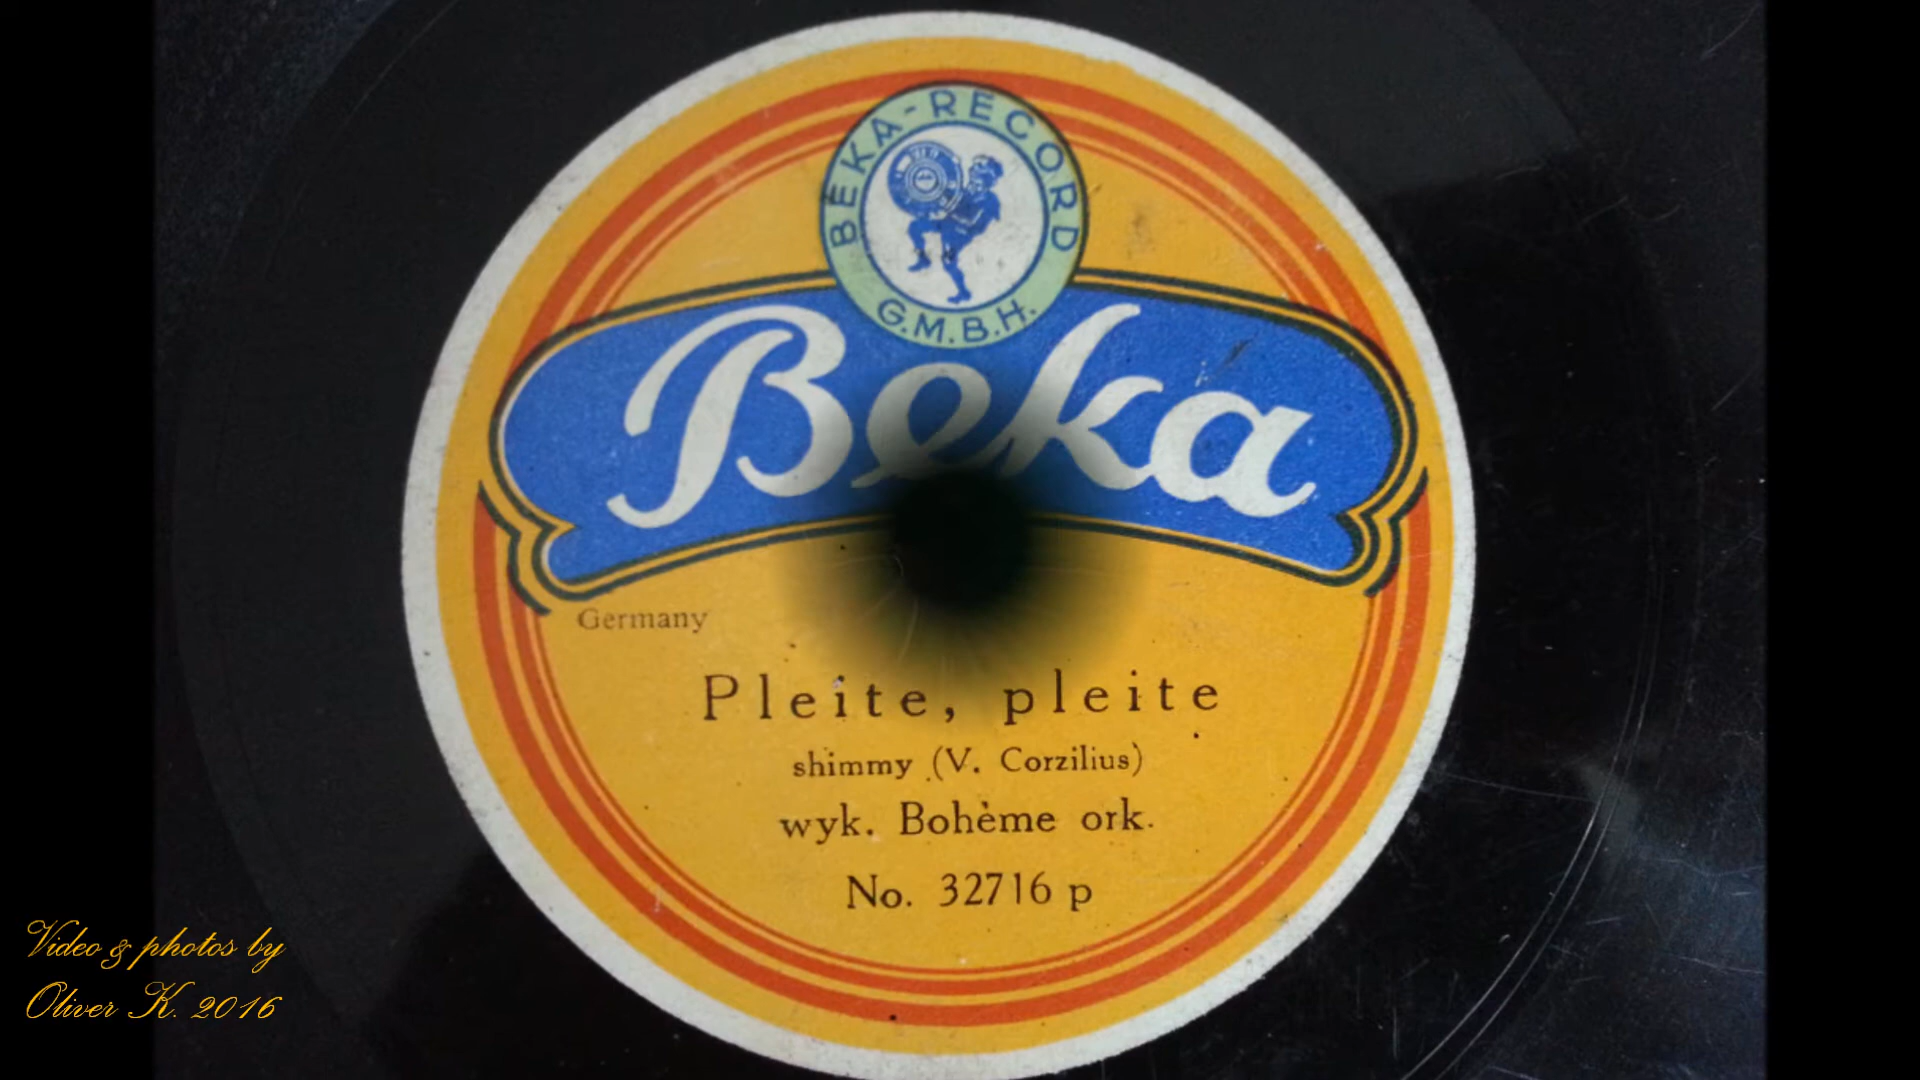 BEKA-RECORD
G.M.B.H.
Beka
Germany
Pleite, pleite
shimmy (V. Corzilius)
wyk. Bohème ork.
No. 32716 p
Video & photos by
Oliver K. 2016